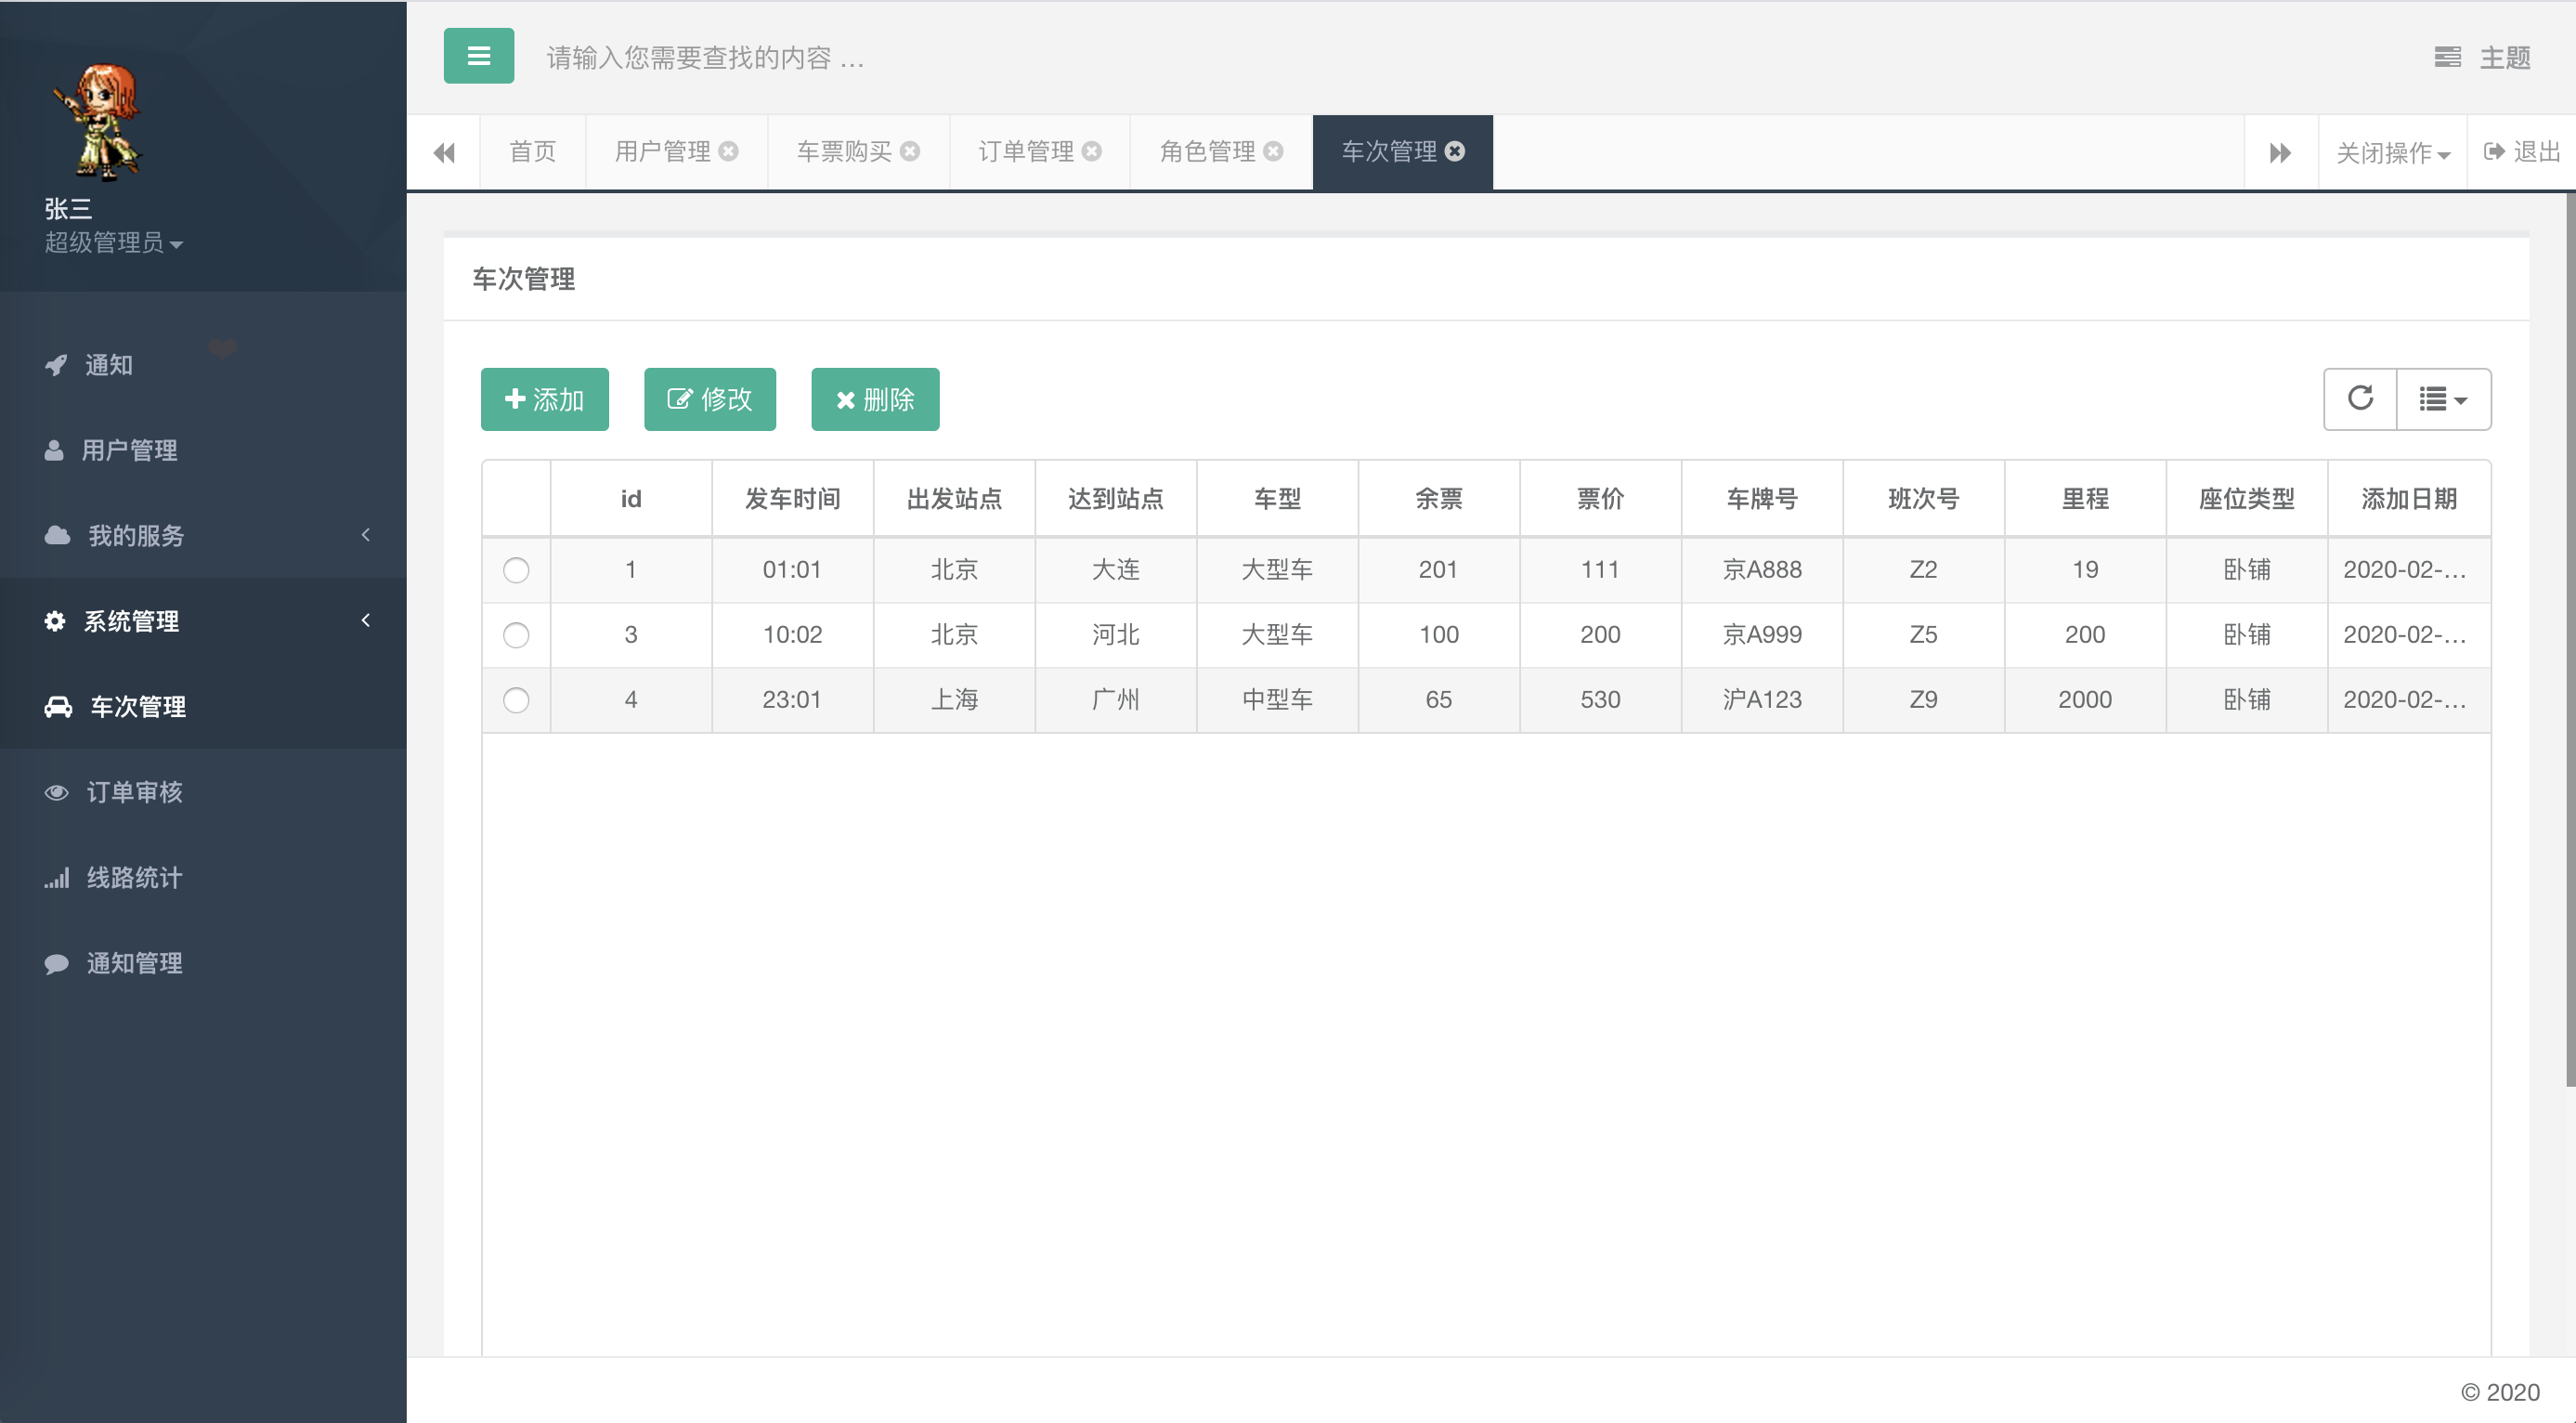 张三
超级管理员
通知
用户管理
我的服务
系统管理
车次管理
订单审核
线路统计
通知管理
请输入您需要查找的内容 …
主题
首页 用户管理 车票购买 订单管理 角色管理 车次管理 关闭操作 退出
车次管理
添加 修改 删除
id 发车时间 出发站点 达到站点 车型 余票 票价 车牌号 班次号 里程 座位类型 添加日期
1 01:01 北京 大连 大型车 201 111 京A888 Z2 19 卧铺 2020-02-...
3 10:02 北京 河北 大型车 100 200 京A999 Z5 200 卧铺 2020-02-...
4 23:01 上海 广州 中型车 65 530 沪A123 Z9 2000 卧铺 2020-02-...
© 2020